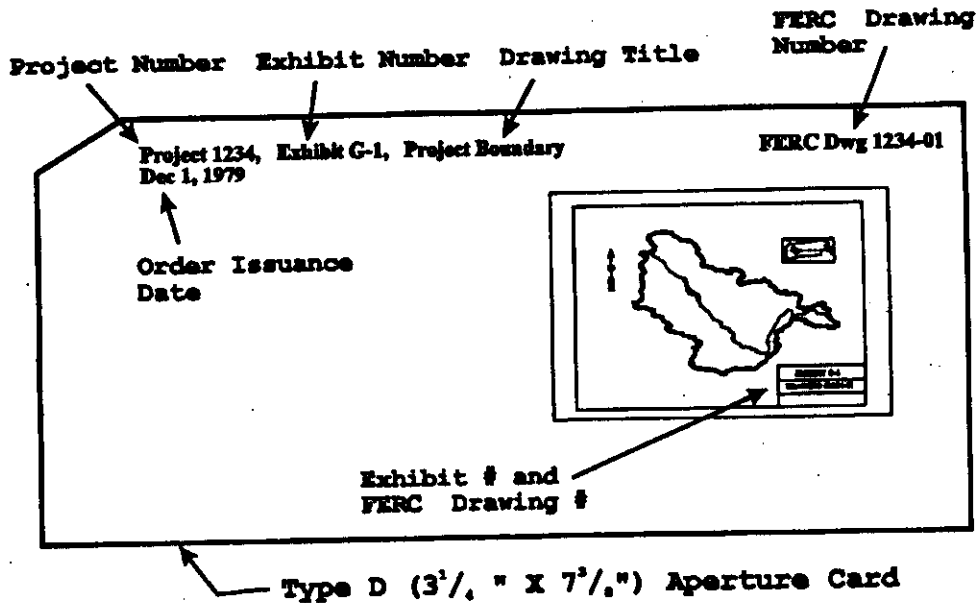 FERC Drawing
Number
Project Number Exhibit Number Drawing Title
Project 1234, Exhibit G-1, Project Boundary
Dec 1, 1979
FERC Dwg 1234-01
Order Issuance
Date
Exhibit # and
FERC Drawing #
Type D (3¹/₄ " X 7³/₈") Aperture Card